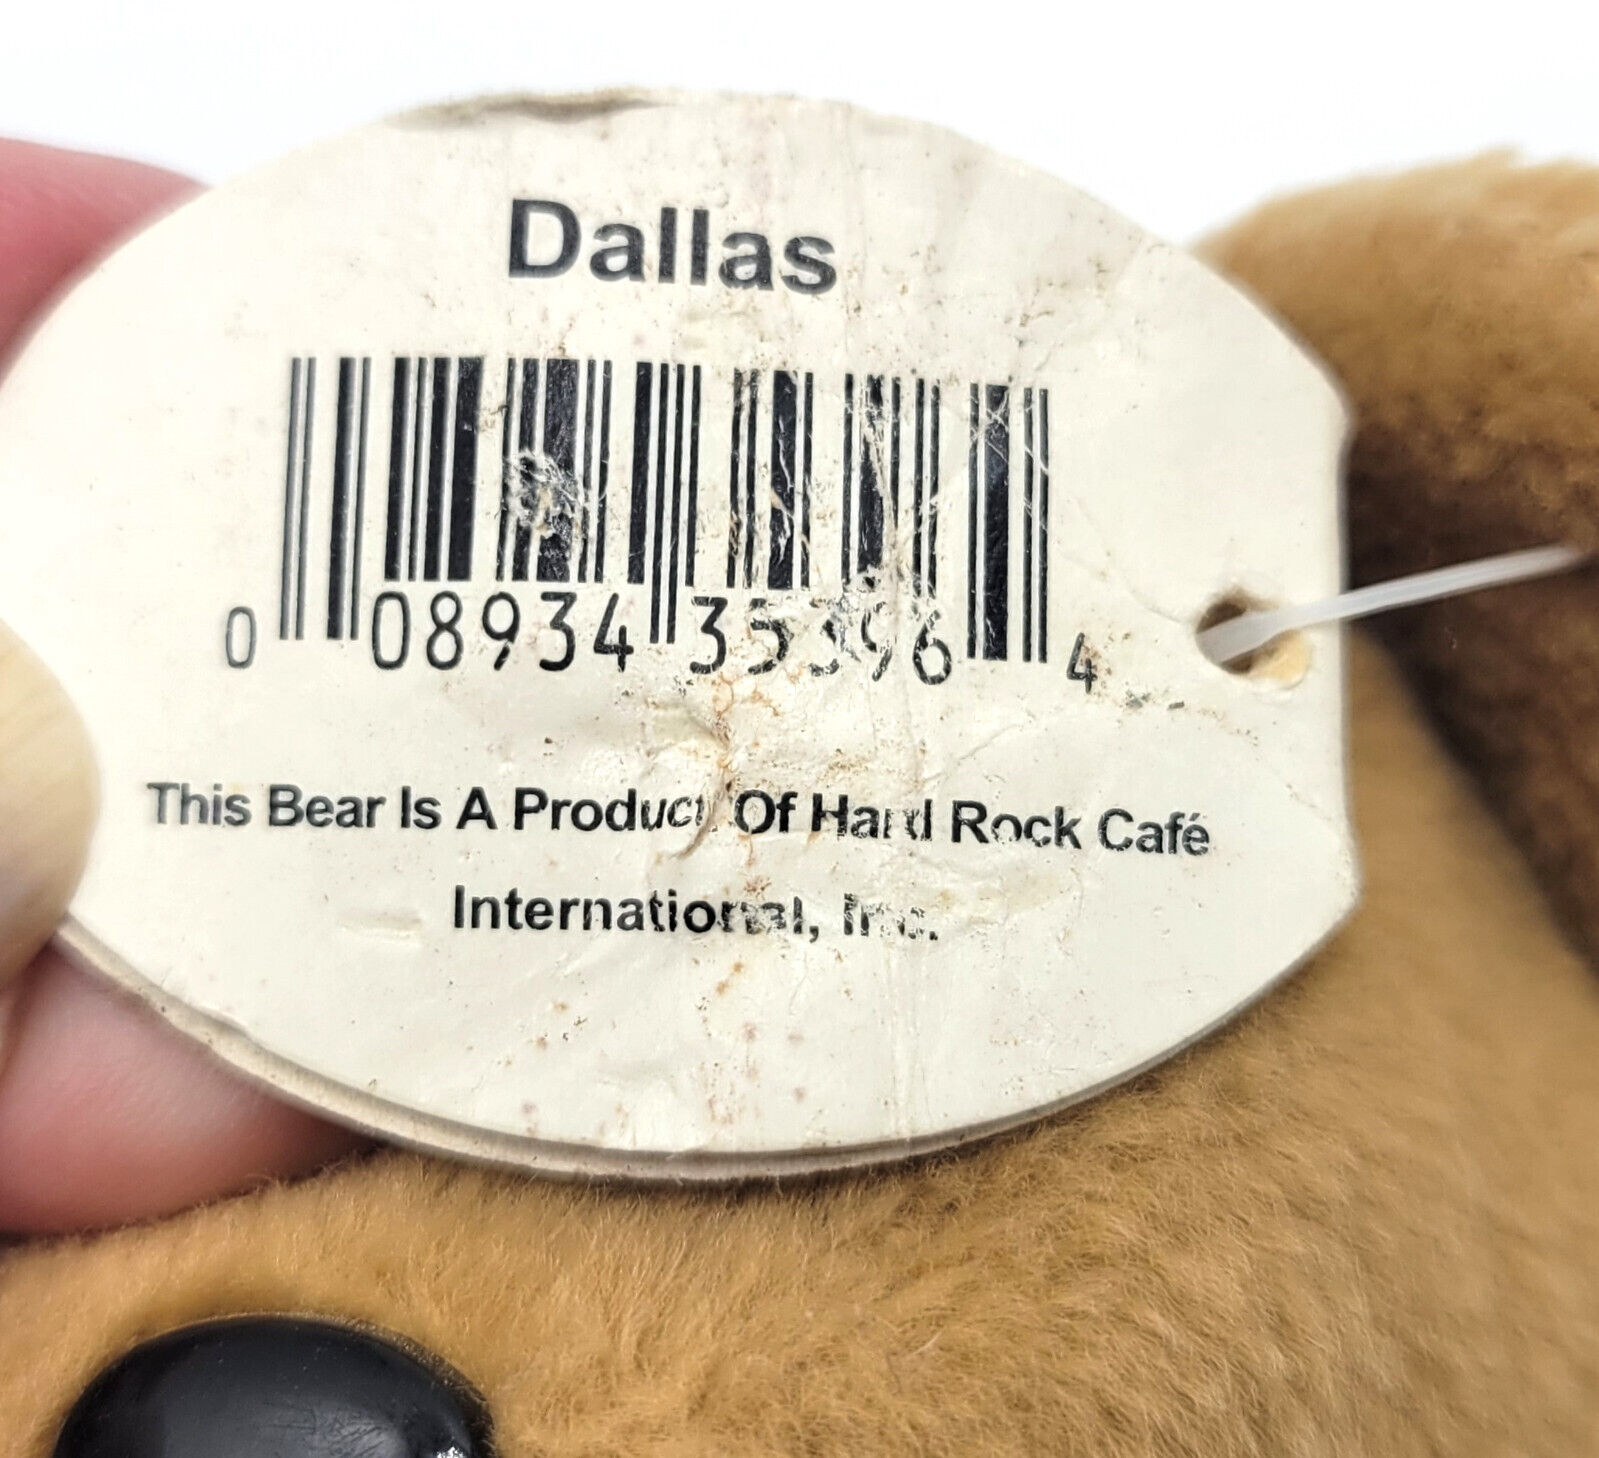 Dallas
0 08934 35396 4
This Bear Is A Product Of Hard Rock Café
International, Inc.